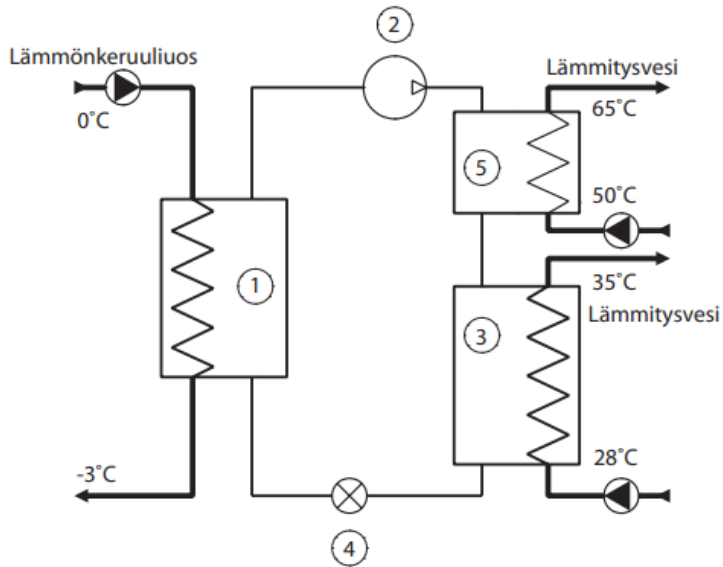 2
Lämmönkeruuliuos
Lämmitysvesi
0°C
65°C
5
50°C
1
35°C
Lämmitysvesi
3
-3°C
28°C
4